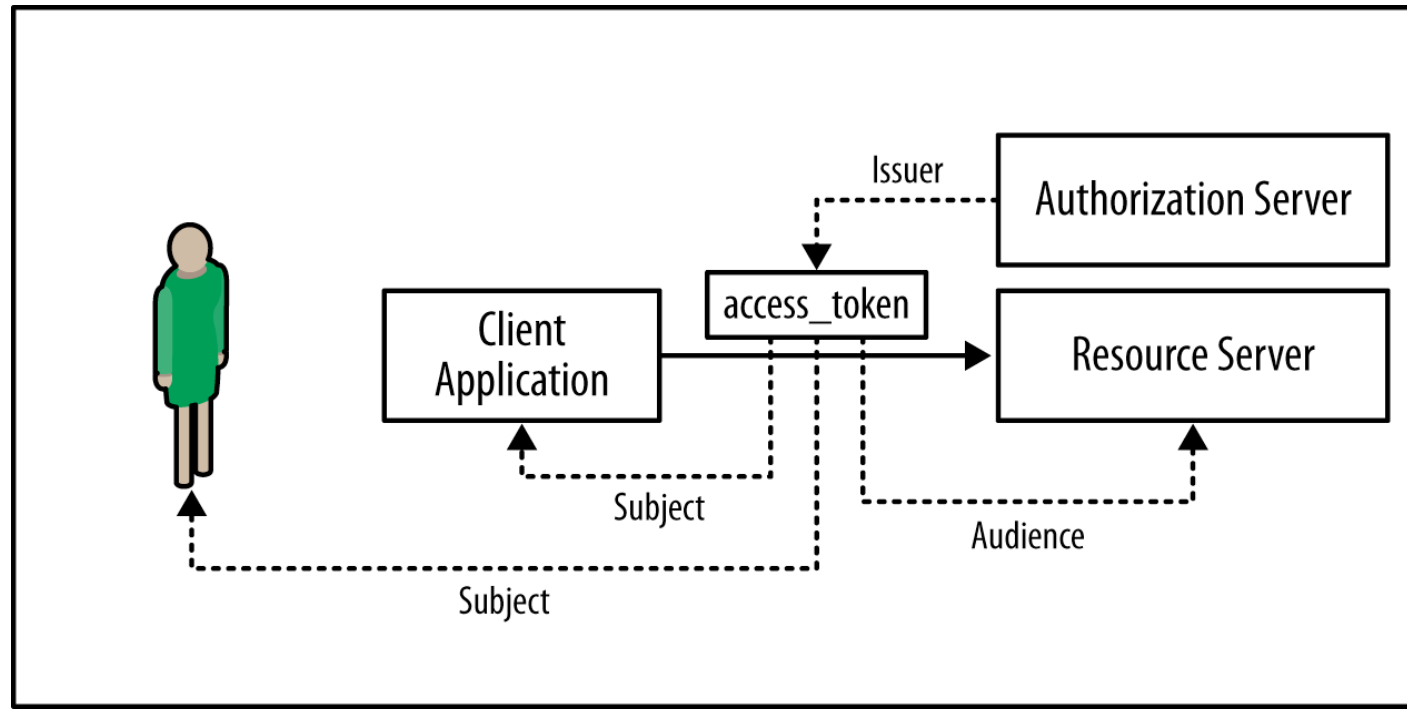 Issuer
Authorization Server
access_token
Client
Application
Resource Server
Subject
Audience
Subject